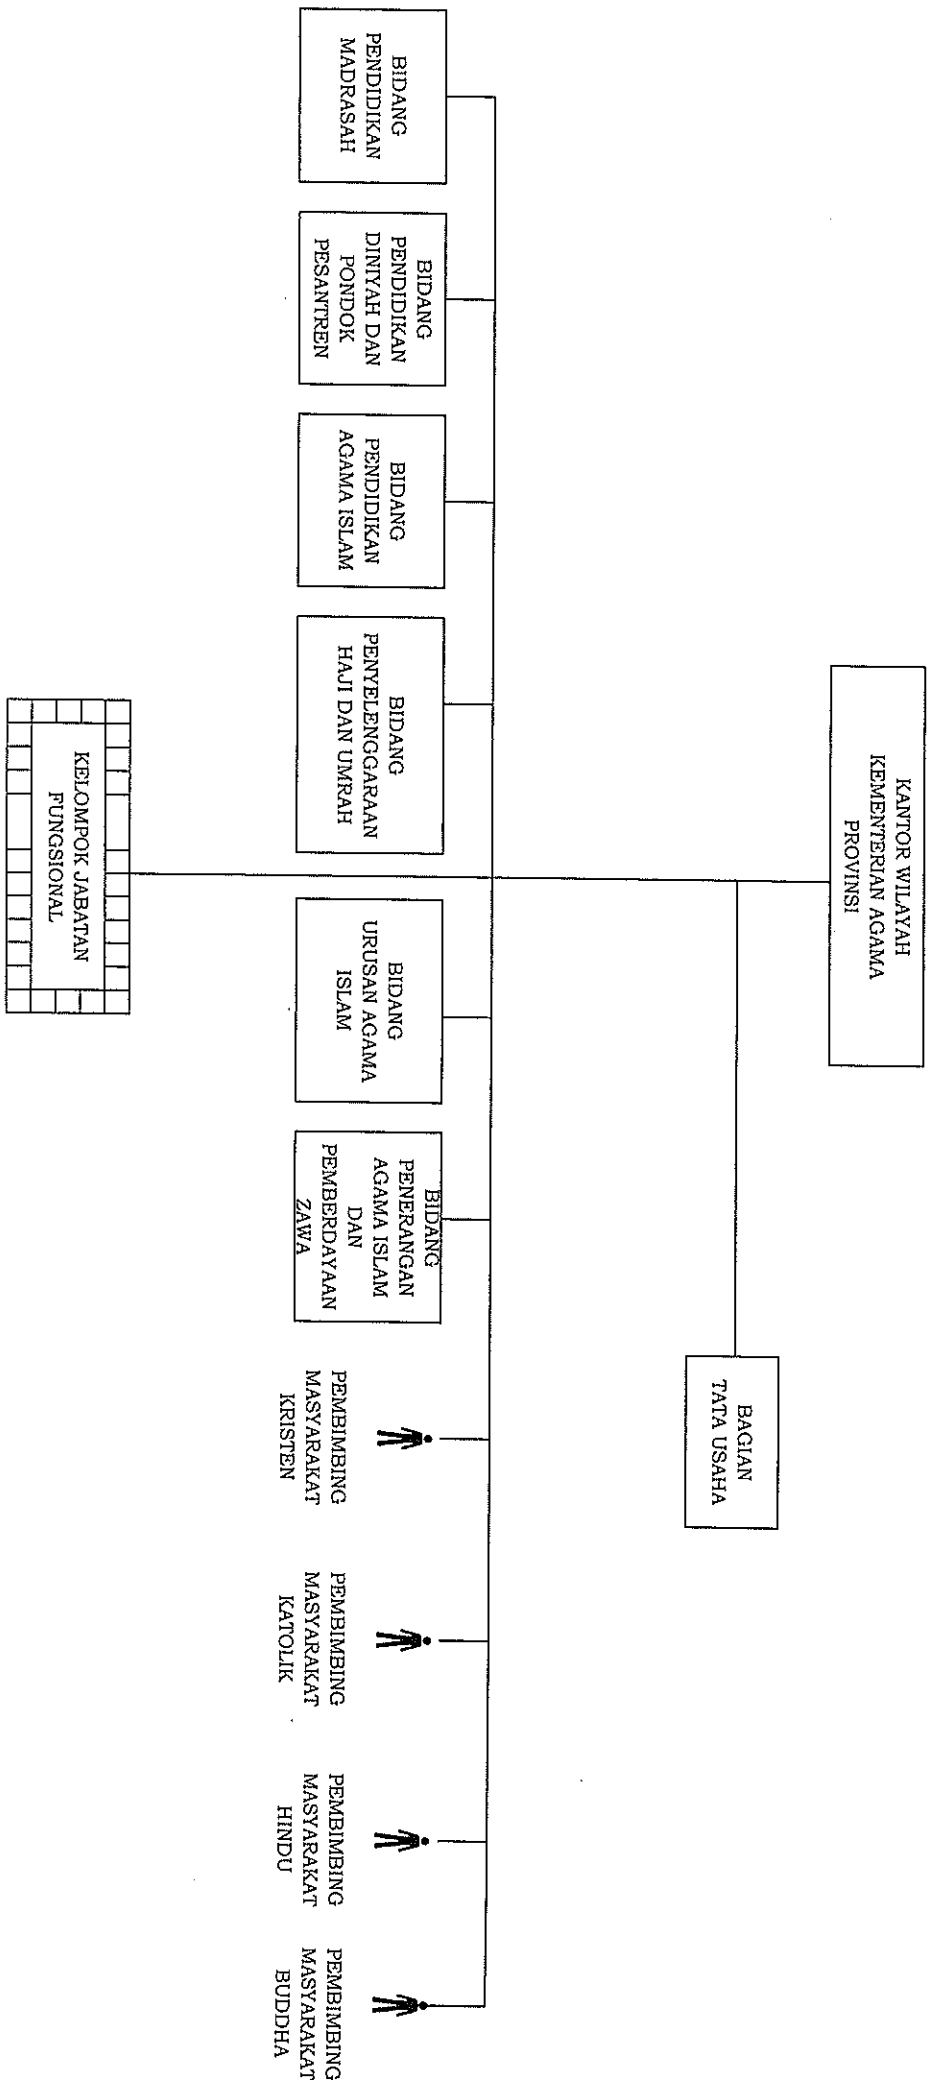 KANTOR WILAYAH
KEMENTERIAN AGAMA
PROVINSI
BAGIAN
TATA USAHA
BIDANG
PENDIDIKAN
MADRASAH
BIDANG
PENDIDIKAN
DINIYAH DAN
PONDOK
PESANTREN
BIDANG
PENDIDIKAN
AGAMA ISLAM
BIDANG
PENYELENGGARAAN
HAJI DAN UMRAH
BIDANG
URUSAN AGAMA
ISLAM
BIDANG
PENERANGAN
AGAMA ISLAM
DAN
PEMBERDAYAAN
ZAWA
PEMBIMBING
MASYARAKAT
KRISTEN
PEMBIMBING
MASYARAKAT
KATOLIK
PEMBIMBING
MASYARAKAT
HINDU
PEMBIMBING
MASYARAKAT
BUDDHA
KELOMPOK JABATAN
FUNGSIONAL